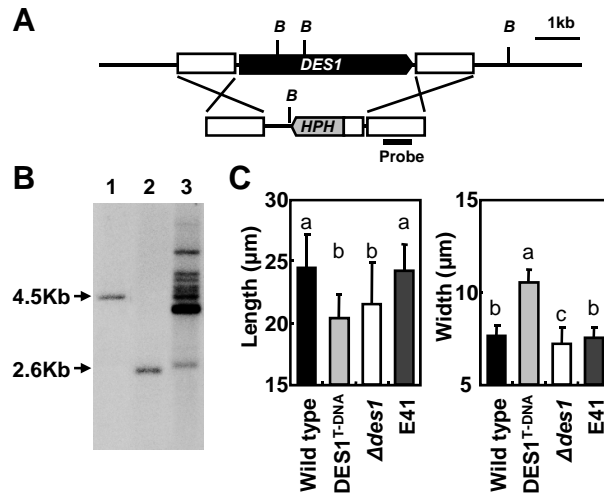 A
B
B
B
1kb
DES1
B
HPH
Probe
B
1 2 3
4.5Kb
2.6Kb
C
30
25
20
15
Length (µm)
a
b
b
a
Wild type
DES1T-DNA
Δdes1
E41
15
10
5
Width (µm)
b
a
c
b
Wild type
DES1T-DNA
Δdes1
E41